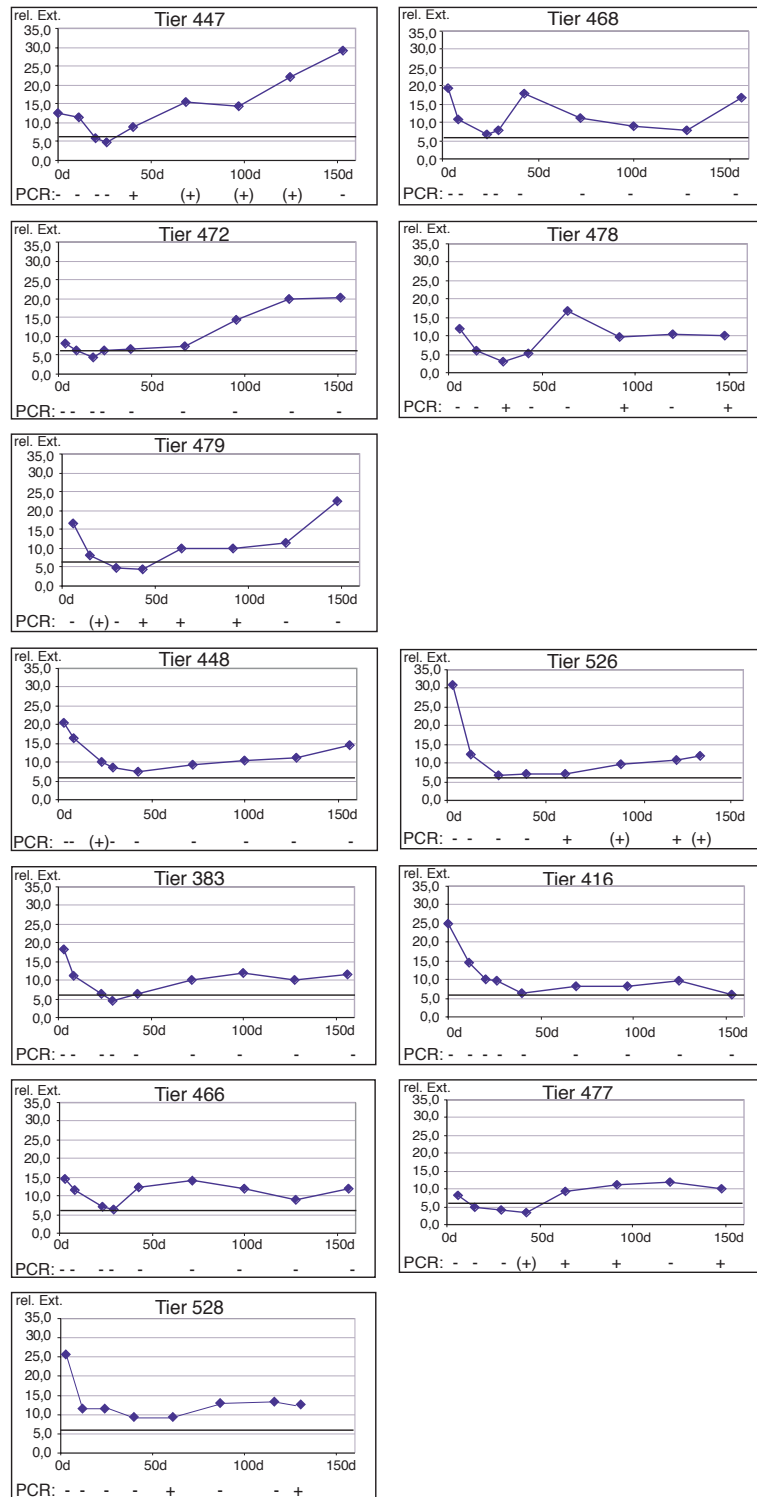 rel. Ext. Tier 447
35,0
30,0
25,0
20,0
15,0
10,0
5,0
0,0
0d 50d 100d 150d
PCR:- - -- + (+) (+) (+) -
rel. Ext. Tier 468
35,0
30,0
25,0
20,0
15,0
10,0
5,0
0,0
0d 50d 100d 150d
PCR: -- -- - - - - -
rel. Ext. Tier 472
35,0
30,0
25,0
20,0
15,0
10,0
5,0
0,0
0d 50d 100d 150d
PCR: -- -- - - - - -
rel. Ext. Tier 478
35,0
30,0
25,0
20,0
15,0
10,0
5,0
0,0
0d 50d 100d 150d
PCR: - - + - - + - +
rel. Ext. Tier 479
35,0
30,0
25,0
20,0
15,0
10,0
5,0
0,0
0d 50d 100d 150d
PCR: - (+) - + + + - -
rel. Ext. Tier 448
35,0
30,0
25,0
20,0
15,0
10,0
5,0
0,0
0d 50d 100d 150d
PCR: -- (+)- - - - - -
rel. Ext. Tier 526
35,0
30,0
25,0
20,0
15,0
10,0
5,0
0,0
0d 50d 100d 150d
PCR: - - - - + (+) + (+)
rel. Ext. Tier 383
35,0
30,0
25,0
20,0
15,0
10,0
5,0
0,0
0d 50d 100d 150d
PCR: -- -- - - - - -
rel. Ext. Tier 416
35,0
30,0
25,0
20,0
15,0
10,0
5,0
0,0
0d 50d 100d 150d
PCR: - - - - - - - - -
rel. Ext. Tier 466
35,0
30,0
25,0
20,0
15,0
10,0
5,0
0,0
0d 50d 100d 150d
PCR: -- -- - - - - -
rel. Ext. Tier 477
35,0
30,0
25,0
20,0
15,0
10,0
5,0
0,0
0d 50d 100d 150d
PCR: - - - (+) + + - +
rel. Ext. Tier 528
35,0
30,0
25,0
20,0
15,0
10,0
5,0
0,0
0d 50d 100d 150d
PCR: - - - - + - - +